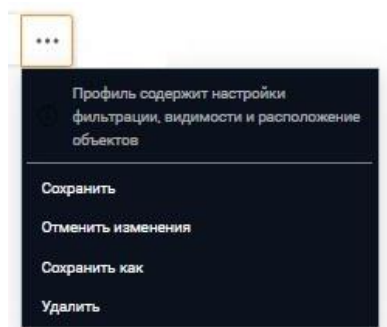 Профиль содержит настройки
фильтрации, видимости и расположение
объектов
Сохранить
Отменить изменения
Сохранить как
Удалить